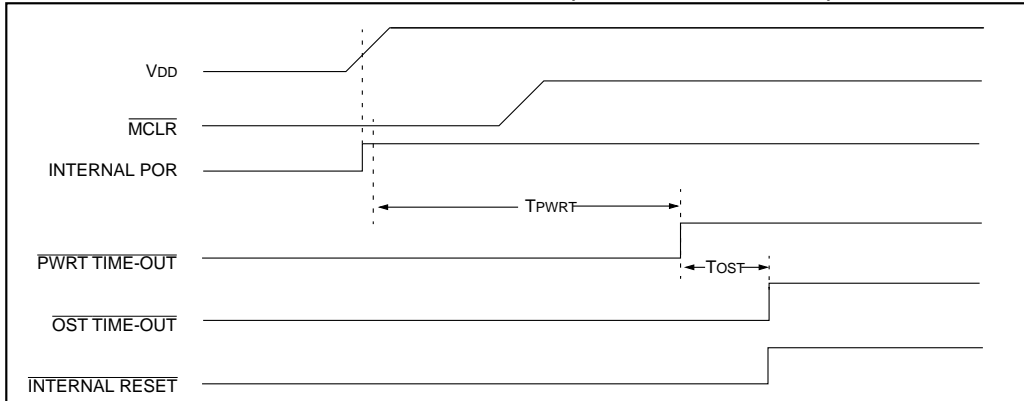 VDD
MCLR
INTERNAL POR
TPWRT
PWRT TIME-OUT
TOST
OST TIME-OUT
INTERNAL RESET